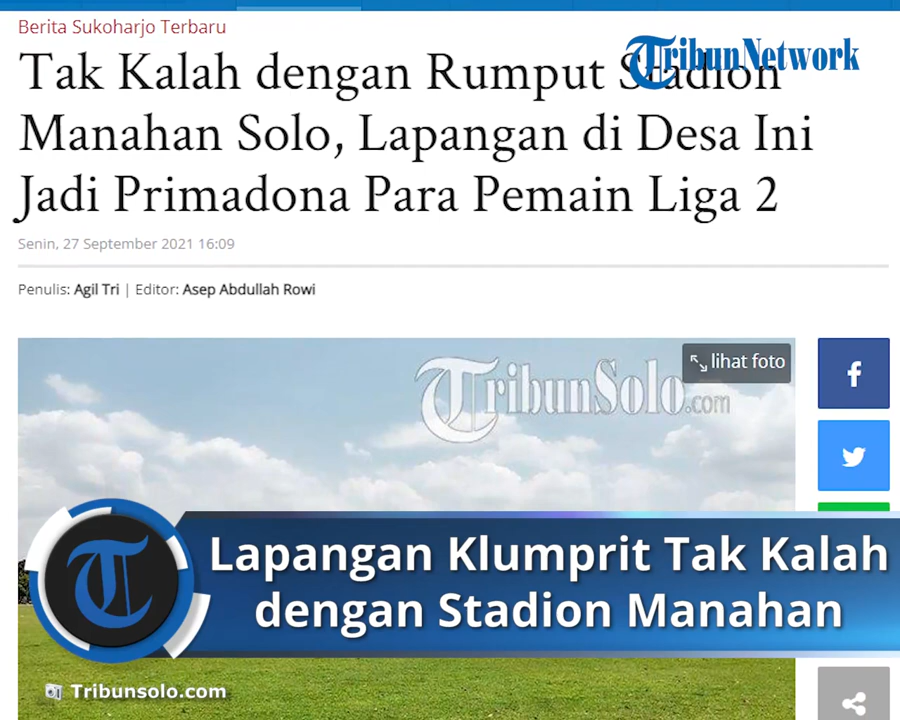 Berita Sukoharjo Terbaru
TribunNetwork
Tak Kalah dengan Rumput Stadion
Manahan Solo, Lapangan di Desa Ini
Jadi Primadona Para Pemain Liga 2
Senin, 27 September 2021 16:09
Penulis: Agil Tri | Editor: Asep Abdullah Rowi
lihat foto
TribunSolo.com
f
Lapangan Klumprit Tak Kalah
dengan Stadion Manahan
T
Tribunsolo.com